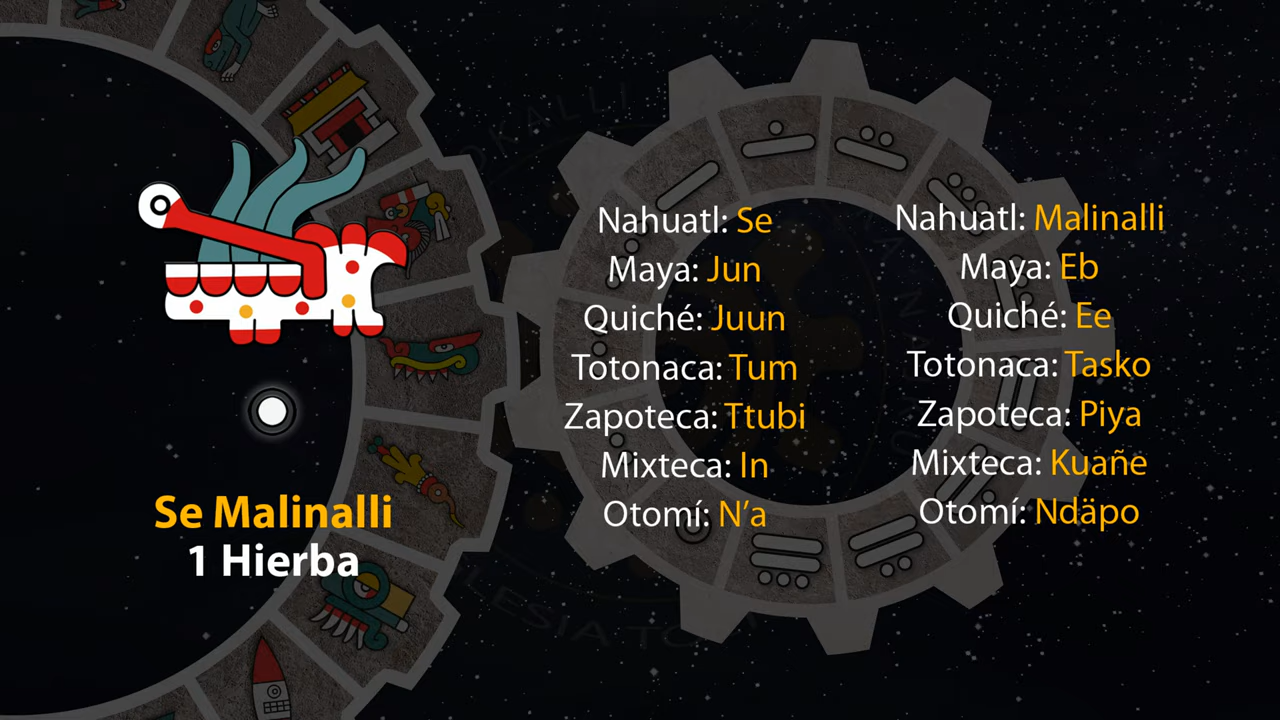 Se Malinalli
1 Hierba
Nahuatl: Se
Maya: Jun
Quiché: Juun
Totonaca: Tum
Zapoteca: Ttubi
Mixteca: In
Otomí: N’a
Nahuatl: Malinalli
Maya: Eb
Quiché: Ee
Totonaca: Tasko
Zapoteca: Piya
Mixteca: Kuañe
Otomí: Ndäpo